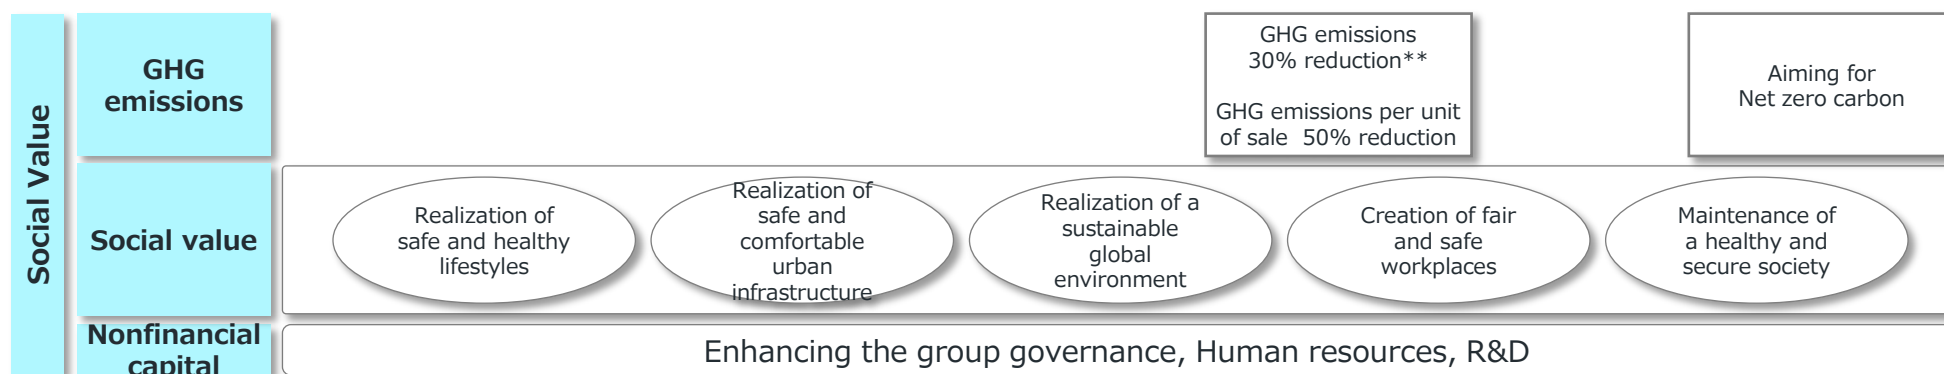 Social Value
GHG
emissions
GHG emissions
30% reduction**
GHG emissions per unit
of sale 50% reduction
Aiming for
Net zero carbon
Social value
Realization of
safe and healthy
lifestyles
Realization of
safe and
comfortable
urban
infrastructure
Realization of a
sustainable
global
environment
Creation of fair
and safe
workplaces
Maintenance of
a healthy and
secure society
Nonfinancial
capital
Enhancing the group governance, Human resources, R&D